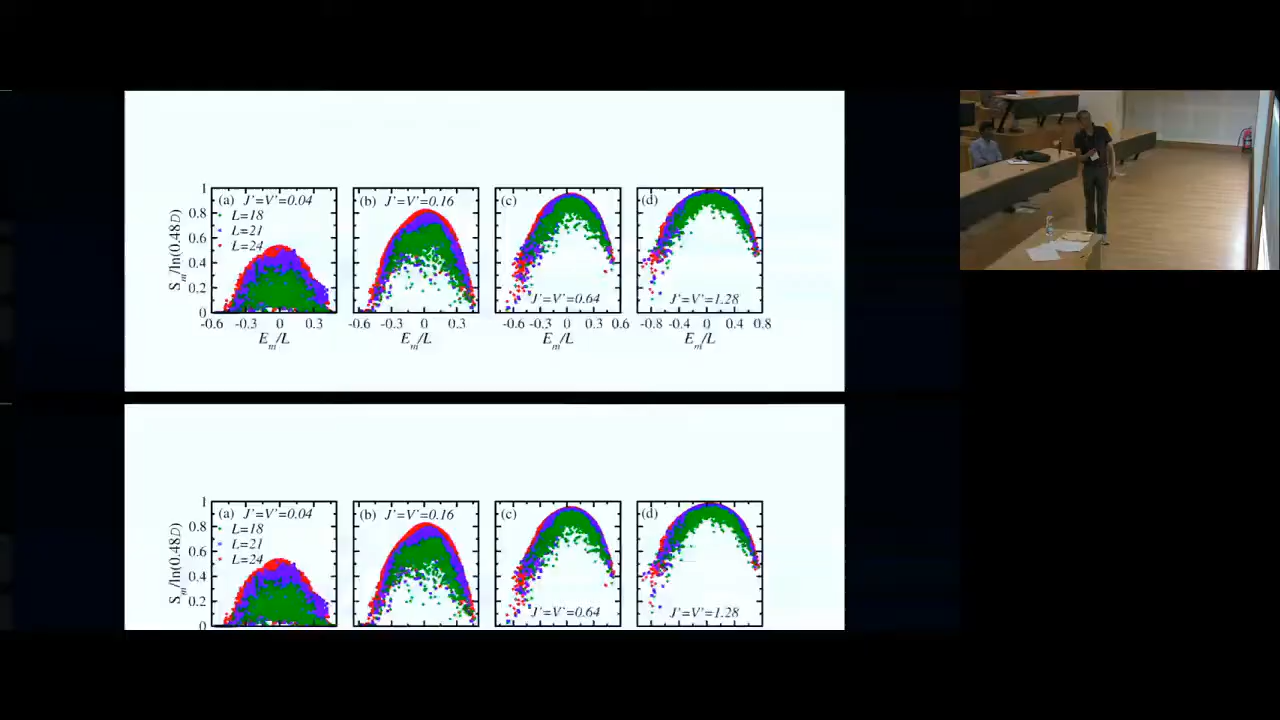 (a) J'=V'=0.04
L=18
L=21
L=24
S_m/ln(0.48D)
1
0.8
0.6
0.4
0.2
0
-0.6 -0.3 0 0.3
E_m/L
(b) J'=V'=0.16
-0.6 -0.3 0 0.3
E_m/L
(c)
J'=V'=0.64
-0.6 -0.3 0 0.3 0.6
E_m/L
(d)
J'=V'=1.28
-0.8 -0.4 0 0.4 0.8
E_m/L
(a) J'=V'=0.04
L=18
L=21
L=24
S_m/ln(0.48D)
1
0.8
0.6
0.4
0.2
0
(b) J'=V'=0.16
(c)
J'=V'=0.64
(d)
J'=V'=1.28